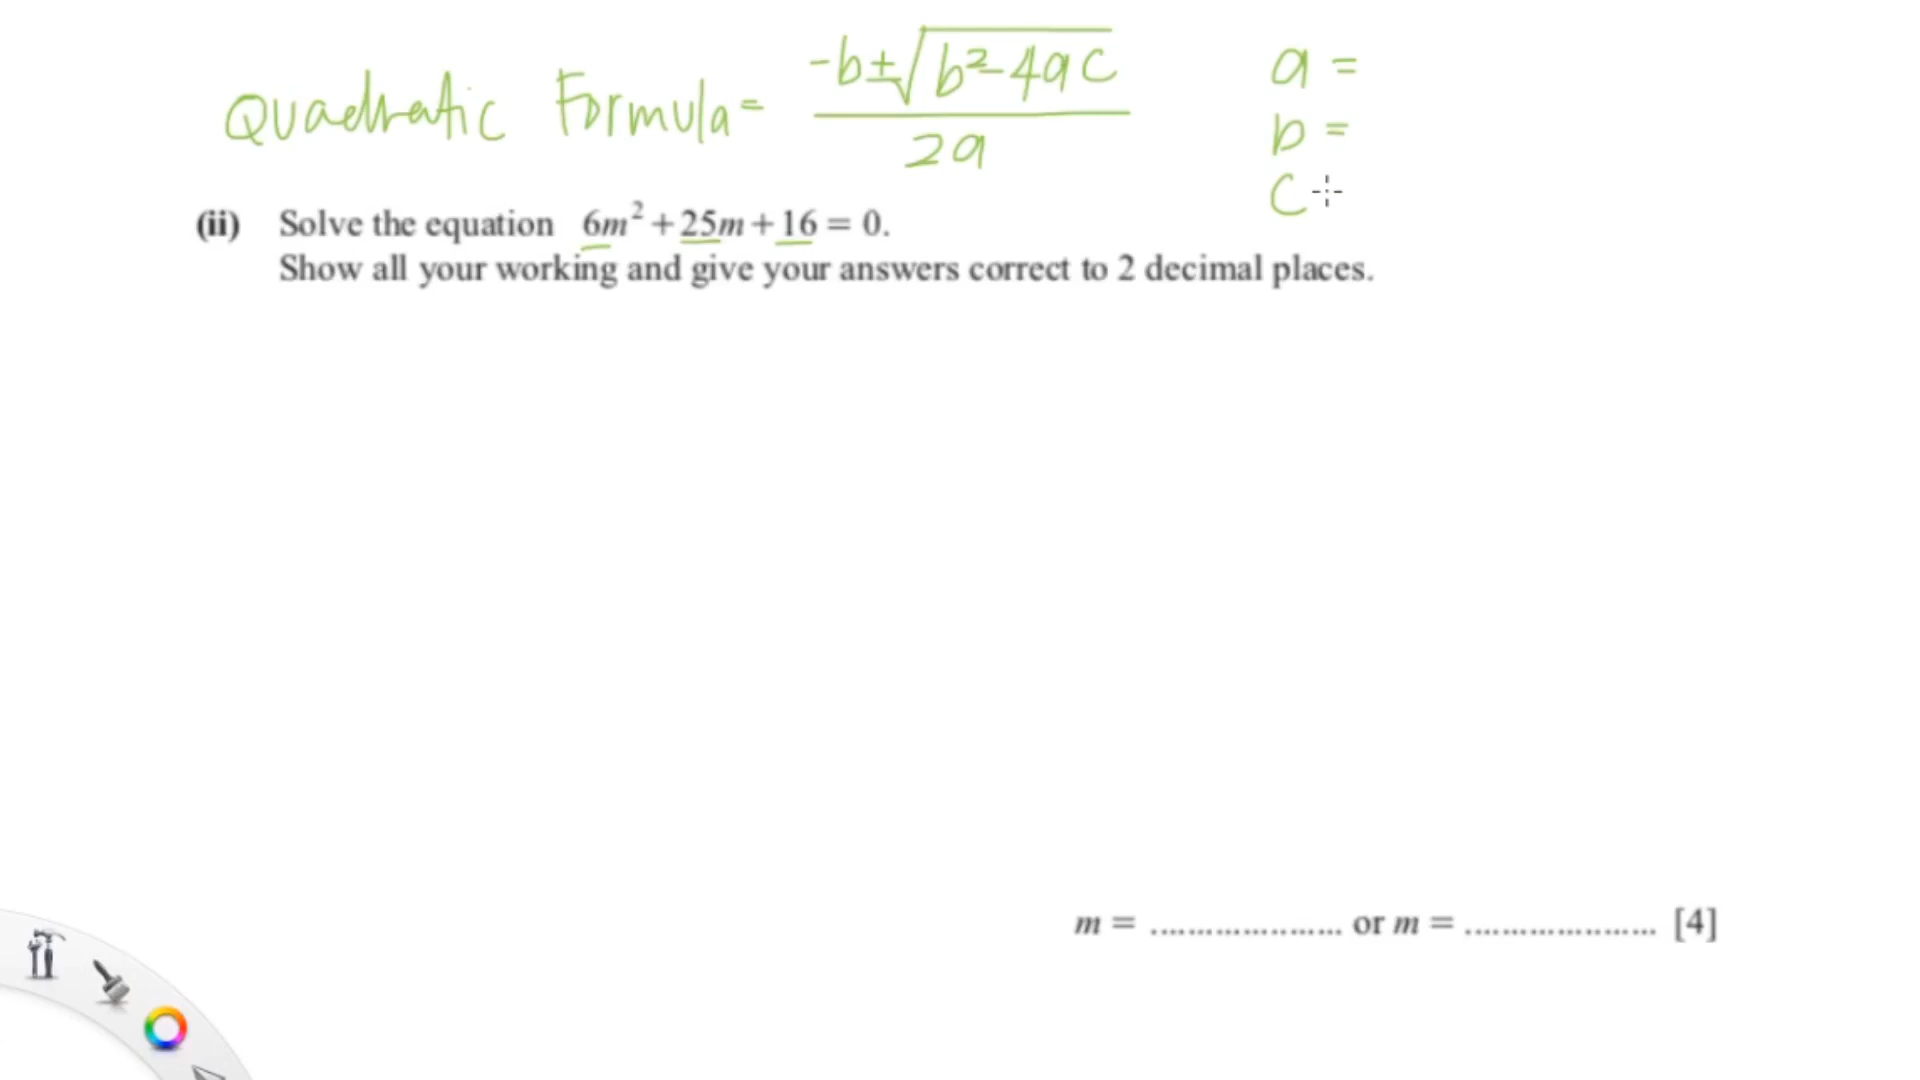 Quadratic Formula = -b±√b²-4ac / 2a
a =
b =
c
(ii) Solve the equation 6m² + 25m + 16 = 0.
Show all your working and give your answers correct to 2 decimal places.
m = ..................... or m = ..................... [4]